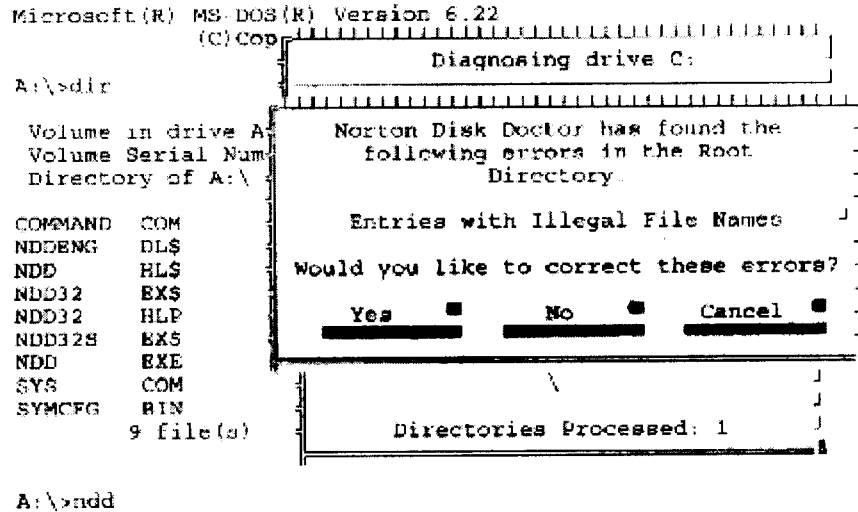 Microsoft(R) MS-DOS(R) Version 6.22
(C)Cop
Diagnosing drive C:
A:\>dir
Volume in drive A
Volume Serial Num
Directory of A:\
Norton Disk Doctor has found the
following errors in the Root
Directory.
Entries with Illegal File Names
Would you like to correct these errors?
Yes No Cancel
COMMAND COM
NDDENG DL$
NDD HL$
NDD32 EX$
NDD32 HLP
NDD32S EX$
NDD EXE
SYS COM
SYMCFG BIN
9 file(s)
\
Directories Processed: 1
A:\>ndd